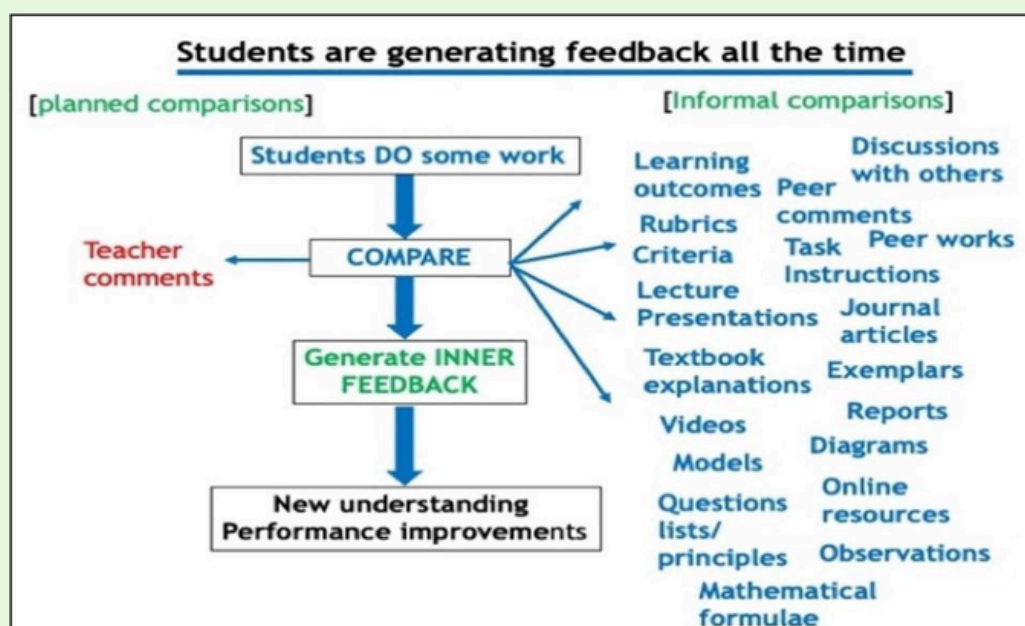 Students are generating feedback all the time
[planned comparisons]
[Informal comparisons]
Students DO some work
COMPARE
Teacher
comments
Generate INNER
FEEDBACK
New understanding
Performance improvements
Learning
outcomes
Discussions
with others
Peer
comments
Rubrics
Criteria
Task
Instructions
Peer works
Lecture
Presentations
Journal
articles
Textbook
explanations
Exemplars
Videos
Reports
Models
Diagrams
Questions
lists/
principles
Online
resources
Observations
Mathematical
formulae